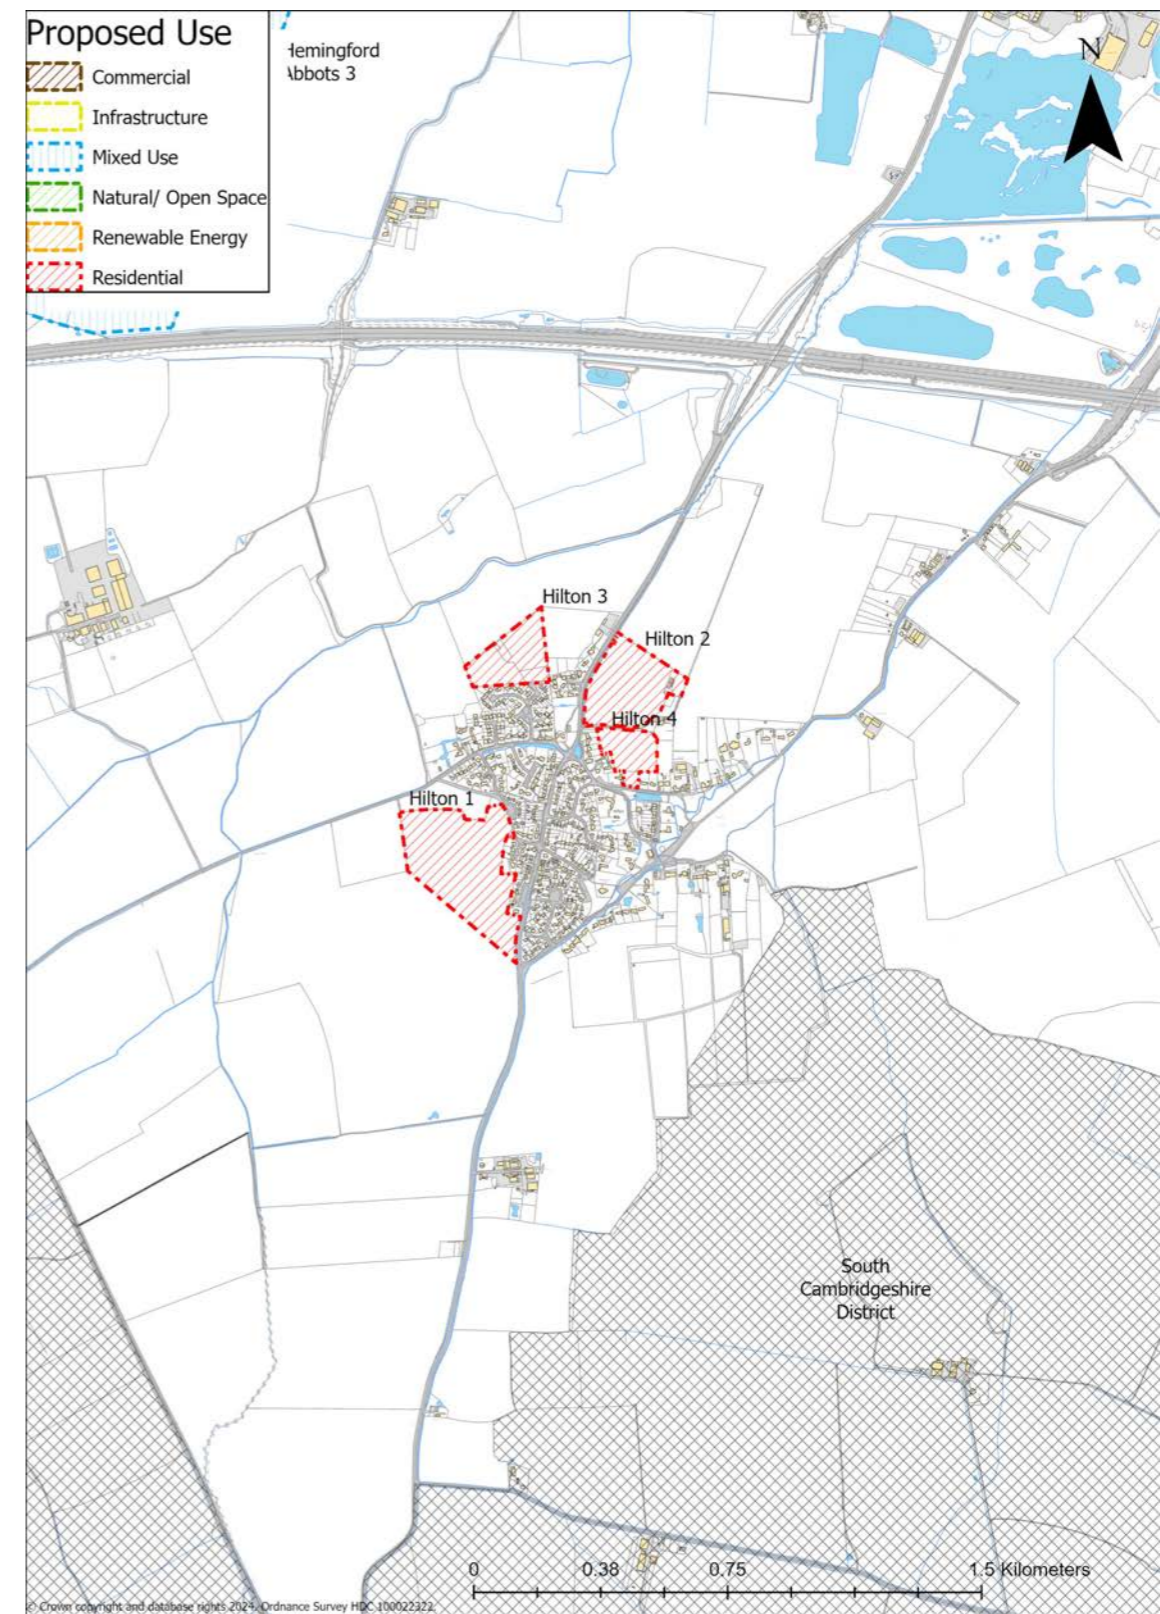 Proposed Use
Commercial
Infrastructure
Mixed Use
Natural/ Open Space
Renewable Energy
Residential
Hemingford
Abbots 3
N
Hilton 3
Hilton 2
Hilton 4
Hilton 1
South
Cambridgeshire
District
0 0.38 0.75 1.5 Kilometers
© Crown copyright and database rights 2024. Ordnance Survey HDC 100022322.